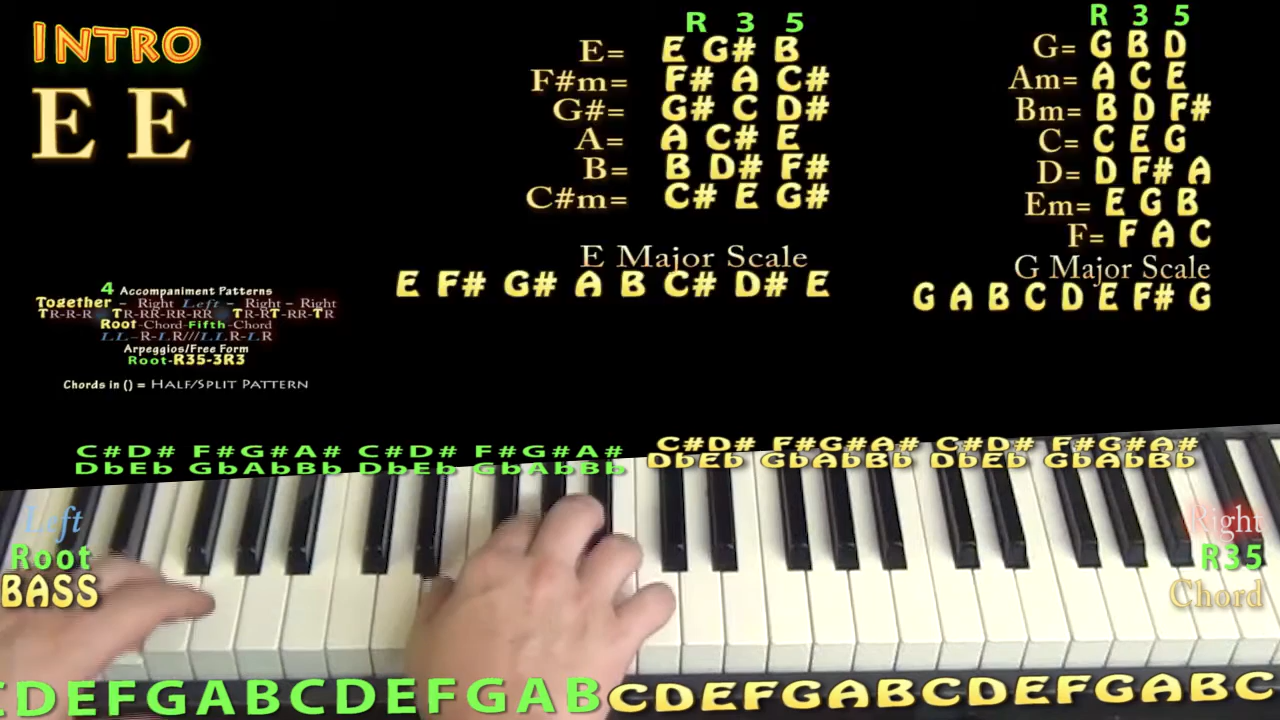 INTRO
E E
R 3 5
E= E G# B
F#m= F# A C#
G#= G# C D#
A= A C# E
B= B D# F#
C#m= C# E G#
E Major Scale
E F# G# A B C# D# E
R 3 5
G= G B D
Am= A C E
Bm= B D F#
C= C E G
D= D F# A
Em= E G B
F= F A C
G Major Scale
G A B C D E F# G
4 Accompaniment Patterns
Together - Right Left - Right - Right
TR-R-R TR-RR-RR-RR TR-RT-RR-TR
Root-Chord-Fifth-Chord
LL-R-LR///LLR-LR
Arpeggios/Free Form
Root-R35-3R3
Chords in () = HALF/SPLIT PATTERN
C#D# F#G#A# C#D# F#G#A# C#D# F#G#A# C#D# F#G#A#
DbEb GbAbBb DbEb GbAbBb DbEb GbAbBb DbEb GbAbBb
Left
Root
BASS
Right
R35
Chord
CDEFGABCDEFGABCDEFGABCDEFGABC